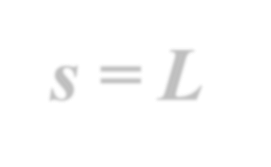 s = L